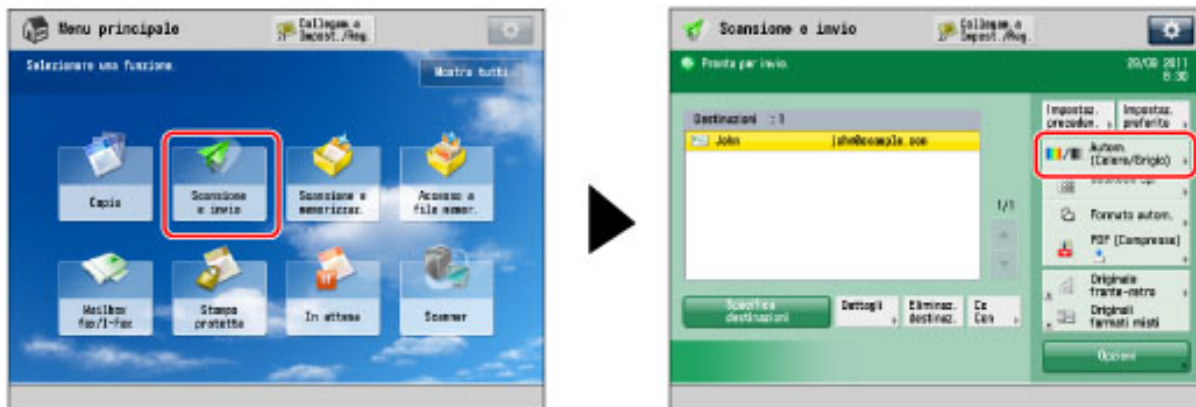 Menu principale
Collegam.a
Impost./Reg.
Selezionare una funzione.
Mostra tutti
Copia
Scansione
e invio
Scansione e
memorizzaz.
Accesso a
file memor.
Mailbox
fax/I-Fax
Stampa
protetta
In attesa
Scanner
Scansione e invio
Collegam.a
Impost./Reg.
Pronto per invio.
29/09 2011
8:30
Destinazioni :1
John john@example.com
1/1
Specifica
destinazioni
Dettagli
Eliminaz.
destinaz.
Cc
Ccn
Impostaz.
preceden.
Impostaz.
preferite
Autom.
(Colore/Grigio)
Formato autom.
PDF (Compresso)
Originale
fronte-retro
Originali
formati misti
Opzioni